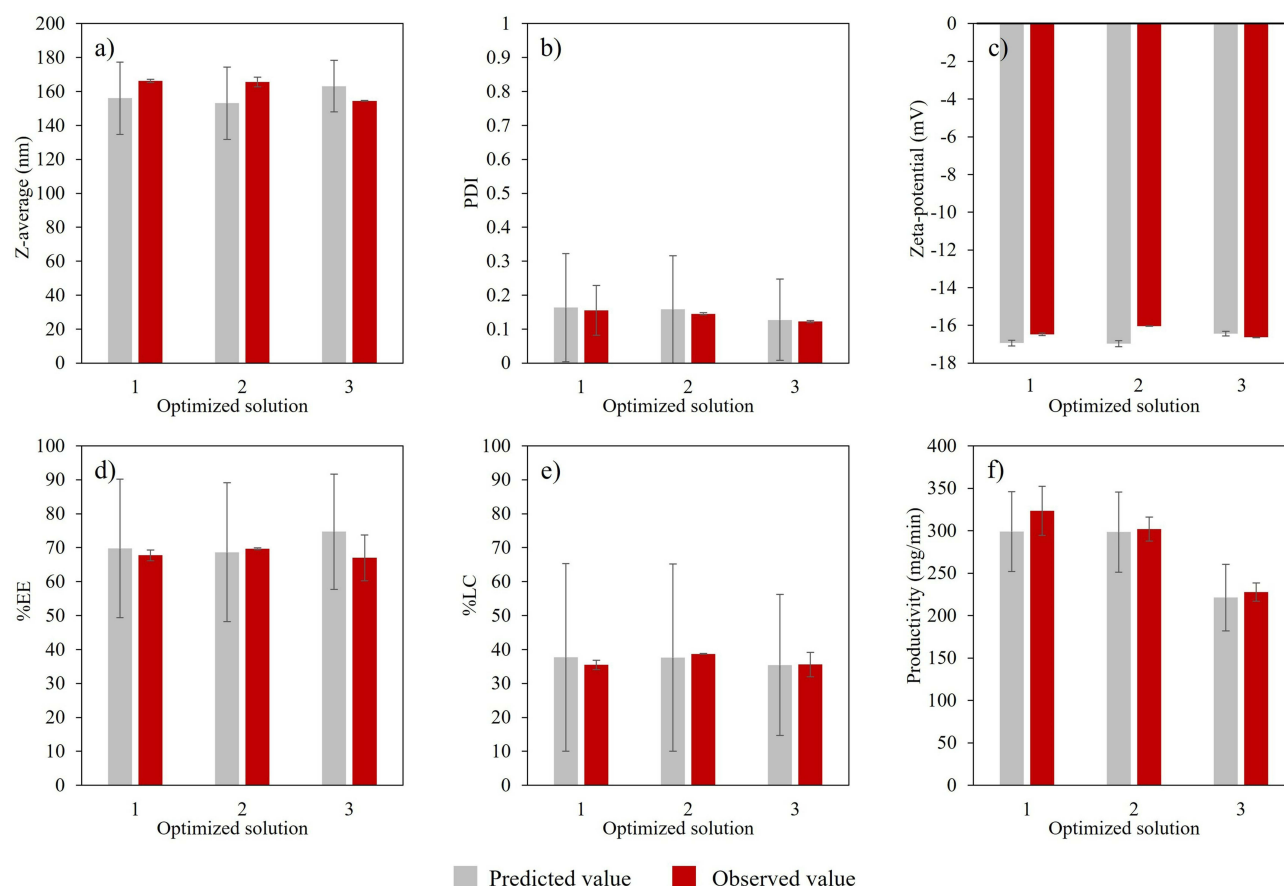 a)
Z-average (nm)
200
180
160
140
120
100
80
60
40
20
0
1 2 3
Optimized solution
b)
PDI
1
0.9
0.8
0.7
0.6
0.5
0.4
0.3
0.2
0.1
0
1 2 3
Optimized solution
c)
Zeta-potential (mV)
0
-2
-4
-6
-8
-10
-12
-14
-16
-18
1 2 3
Optimized solution
d)
%EE
100
90
80
70
60
50
40
30
20
10
0
1 2 3
Optimized solution
e)
%LC
100
90
80
70
60
50
40
30
20
10
0
1 2 3
Optimized solution
f)
Productivity (mg/min)
400
350
300
250
200
150
100
50
0
1 2 3
Optimized solution
Predicted value Observed value